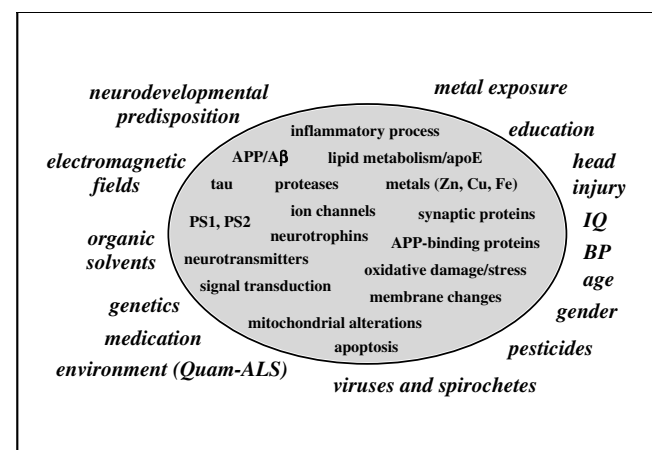 neurodevelopmental
predisposition
metal exposure
education
electromagnetic
fields
head
injury
organic
solvents
IQ
BP
age
genetics
gender
medication
pesticides
environment (Quam-ALS)
viruses and spirochetes
inflammatory process
APP/Aβ
lipid metabolism/apoE
tau
proteases
metals (Zn, Cu, Fe)
PS1, PS2
ion channels
synaptic proteins
neurotrophins
APP-binding proteins
neurotransmitters
oxidative damage/stress
signal transduction
membrane changes
mitochondrial alterations
apoptosis